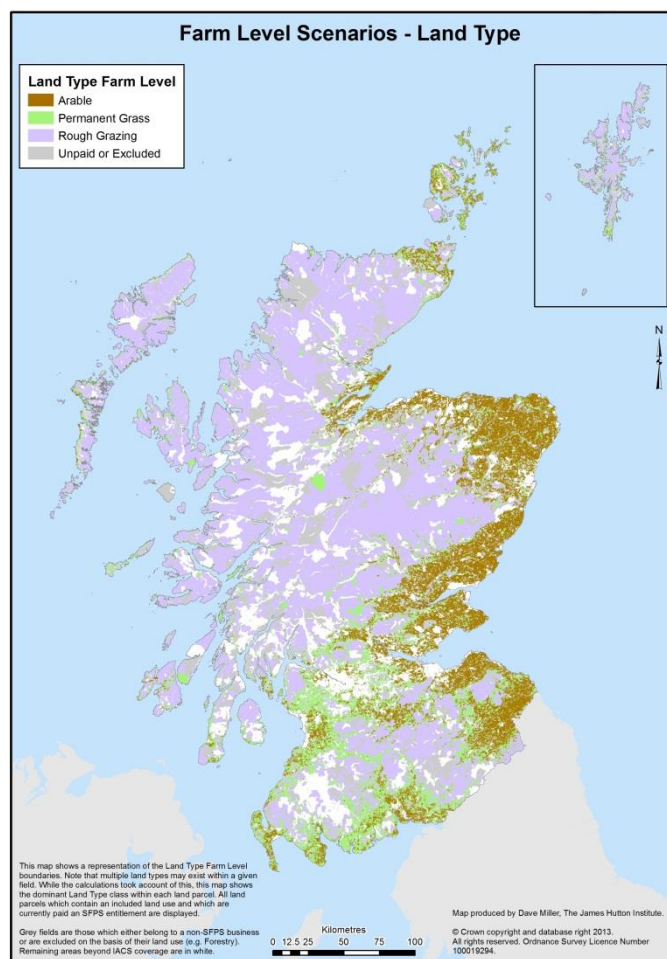 Farm Level Scenarios - Land Type
Land Type Farm Level
Arable
Permanent Grass
Rough Grazing
Unpaid or Excluded
N
This map shows a representation of the Land Type Farm Level
boundaries. Note that multiple land types may exist within a given
field. While the calculations took account of this, this map shows
the dominant Land Type class within each land parcel. All land
parcels which contain an included land use and which are
currently paid an SFPS entitlement are displayed.
Grey fields are those which either belong to a non-SFPS business
or are excluded on the basis of their land use (e.g. Forestry).
Remaining areas beyond IACS coverage are in white.
Kilometres
0 12.5 25 50 75 100
Map produced by Dave Miller, The James Hutton Institute.
© Crown copyright and database right 2013.
All rights reserved. Ordnance Survey Licence Number
100019294.